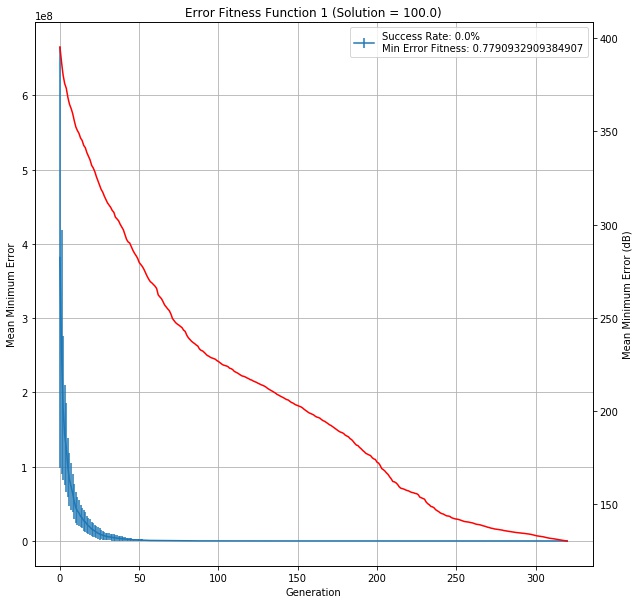 Error Fitness Function 1 (Solution = 100.0)
1e8
Success Rate: 0.0%
Min Error Fitness: 0.7790932909384907
Mean Minimum Error
6
5
4
3
2
1
0
400
350
300
250
200
150
Mean Minimum Error (dB)
0 50 100 150 200 250 300
Generation